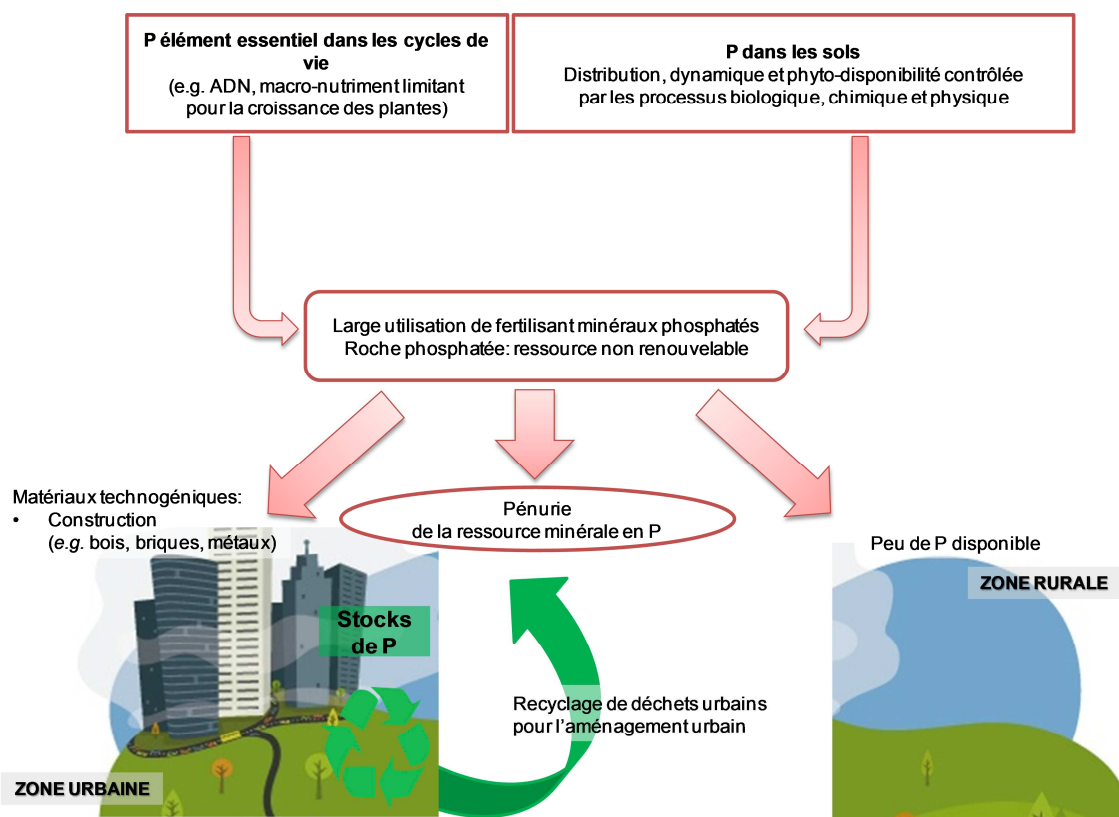 P élément essentiel dans les cycles de
vie
(e.g. ADN, macro-nutriment limitant
pour la croissance des plantes)
P dans les sols
Distribution, dynamique et phyto-disponibilité contrôlée
par les processus biologique, chimique et physique
Large utilisation de fertilisant minéraux phosphatés
Roche phosphatée: ressource non renouvelable
Matériaux technogéniques:
• Construction
(e.g. bois, briques, métaux)
Pénurie
de la ressource minérale en P
Peu de P disponible
ZONE RURALE
Stocks
de P
Recyclage de déchets urbains
pour l'aménagement urbain
ZONE URBAINE